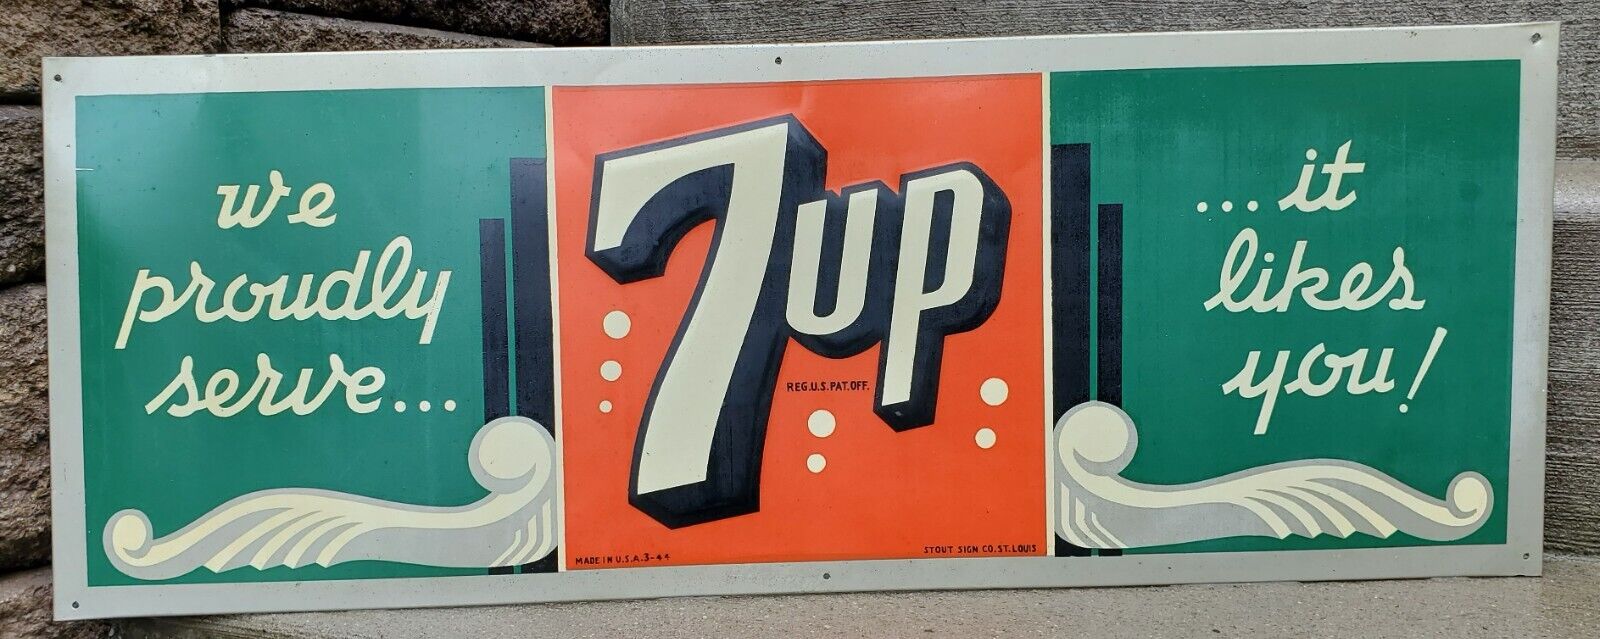 we
proudly
serve...
7up
REG.U.S.PAT.OFF.
MADE IN U.S.A.3-44
STOUT SIGN CO.ST.LOUIS
...it
likes
you!